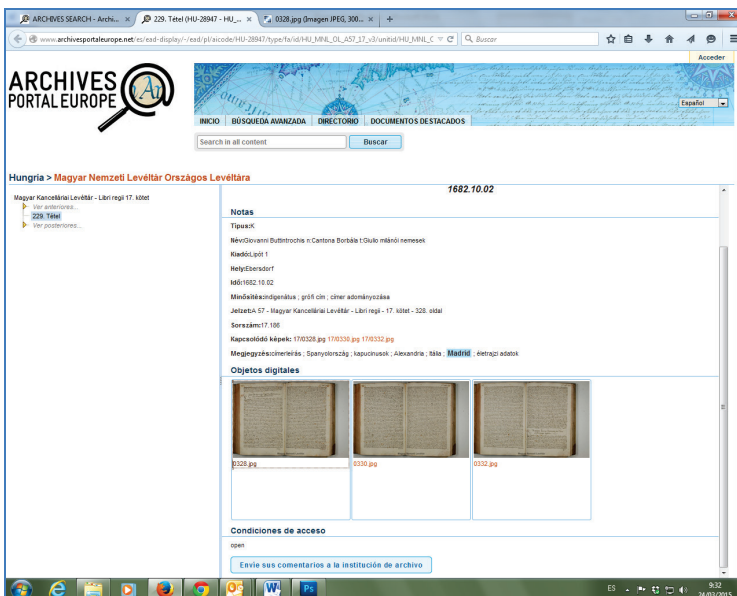 ARCHIVES SEARCH - Archi... ×
229. Tétel (HU-28947 - HU_... ×
0328.jpg (Imagen JPEG, 300... ×
+
www.archivesportaleurope.net/es/ead-display/-/ead/pl/aicode/HU-28947/type/fa/id/HU_MNL_OL_A57_17_v3/unitid/HU_MNL_C
Buscar
Acceder
ARCHIVES
PORTAL EUROPE
Español
INICIO BÚSQUEDA AVANZADA DIRECTORIO DOCUMENTOS DESTACADOS
Search in all content
Buscar
Hungria > Magyar Nemzeti Levéltár Országos Levéltára
Magyar Kancelláriai Levéltár - Libri regii 17. kötet
Ver anteriores...
229. Tétel
Ver posteriores...
1682.10.02
Notas
Típus:K
Név:Giovanni Buttintrochis n:Cantona Borbála t:Giulio milánói nemesek
Kiadó:Lipót 1
Hely:Ebersdorf
Idő:1682.10.02
Minősítés:indigenátus ; grófi cím ; címer adományozása
Jelzet:A 57 - Magyar Kancelláriai Levéltár - Libri regii - 17. kötet - 328. oldal
Sorszám:17.186
Kapcsolódó képek: 17/0328.jpg 17/0330.jpg 17/0332.jpg
Megjegyzés:címerleírás ; Spanyolország ; kapucinusok ; Alexandria ; Itália ; Madrid ; életrajzi adatok
Objetos digitales
0328.jpg
0330.jpg
0332.jpg
Condiciones de acceso
open
Envíe sus comentarios a la institución de archivo
ES
9:32
24/03/2015